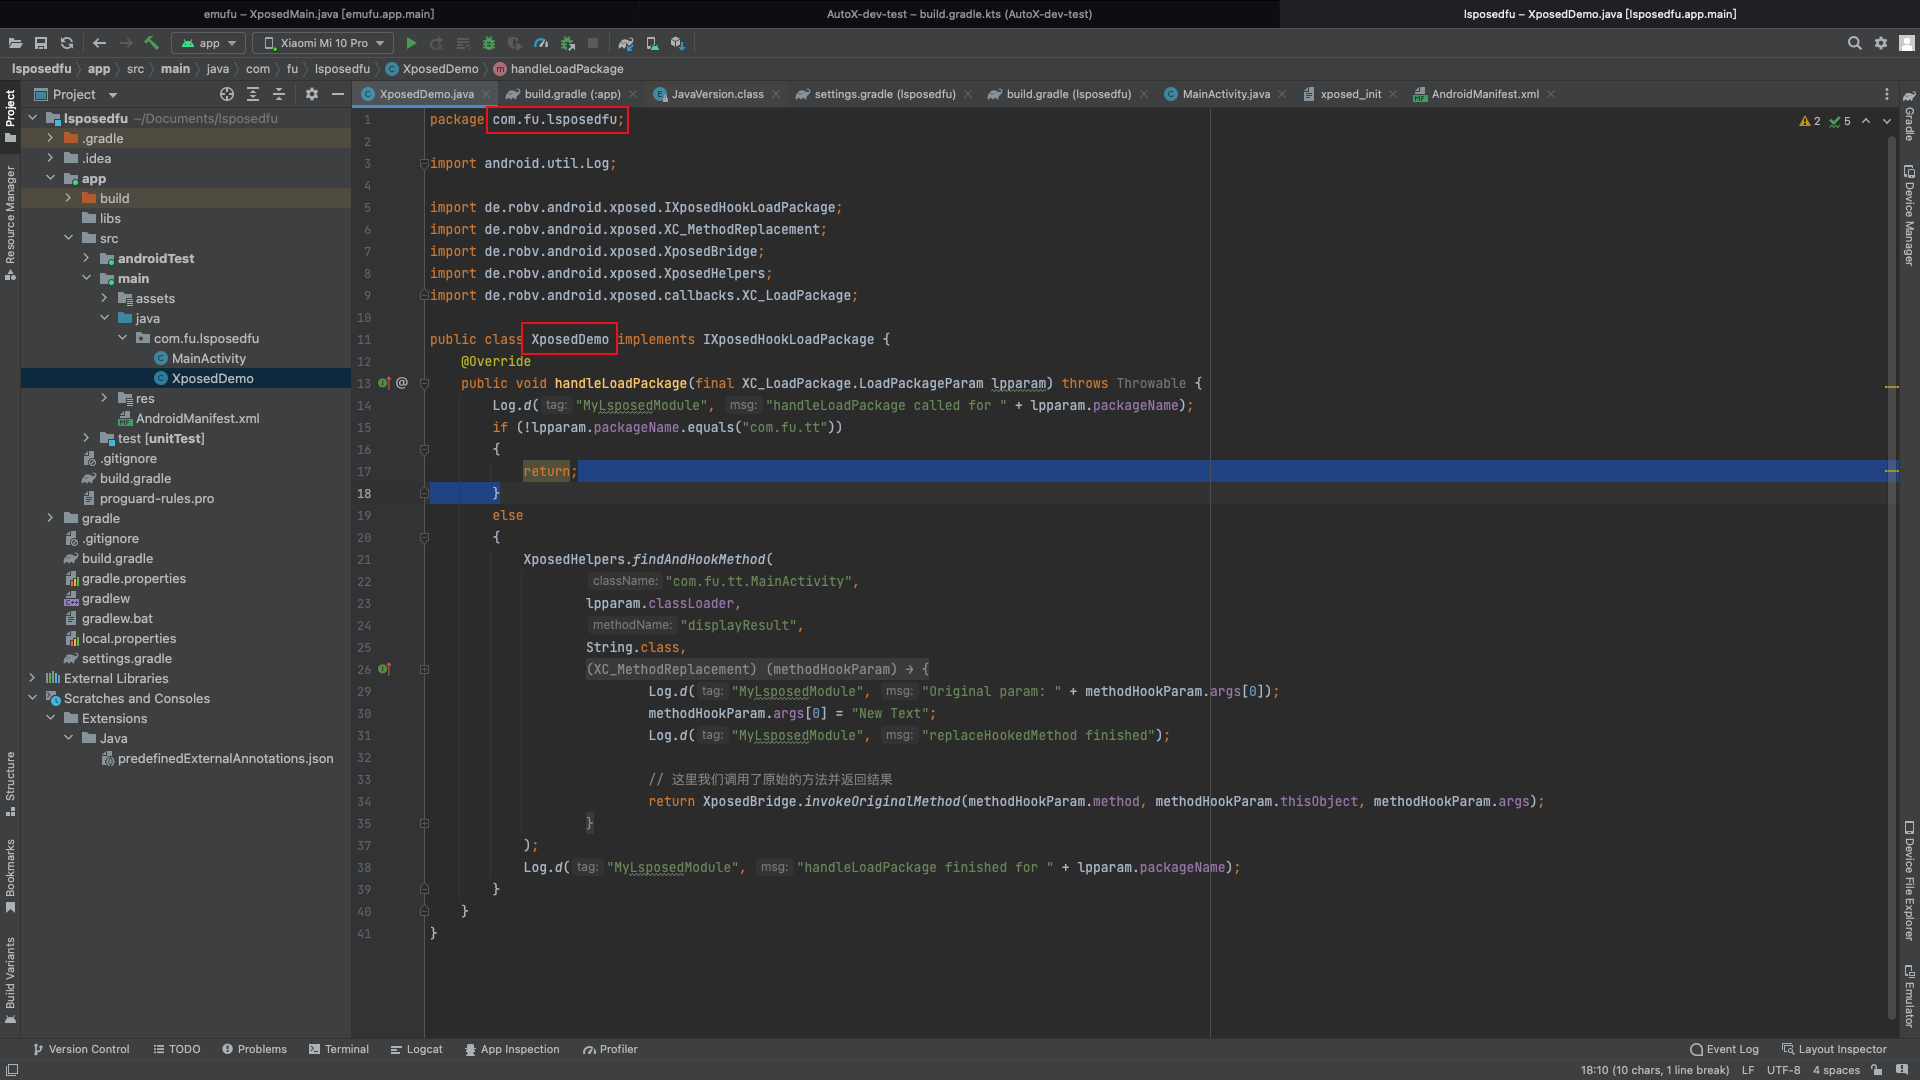 emufu – XposedMain.java [emufu.app.main]
AutoX-dev-test – build.gradle.kts (AutoX-dev-test)
lsposedfu – XposedDemo.java [lsposedfu.app.main]
app
Xiaomi Mi 10 Pro
lsposedfu app src main java com fu lsposedfu XposedDemo handleLoadPackage
Project
XposedDemo.java
build.gradle (:app)
JavaVersion.class
settings.gradle (lsposedfu)
build.gradle (lsposedfu)
MainActivity.java
xposed_init
AndroidManifest.xml
Project
Resource Manager
Structure
Bookmarks
Build Variants
lsposedfu ~/Documents/lsposedfu
.gradle
.idea
app
build
libs
src
androidTest
main
assets
java
com.fu.lsposedfu
MainActivity
XposedDemo
res
AndroidManifest.xml
test [unitTest]
.gitignore
build.gradle
proguard-rules.pro
gradle
.gitignore
build.gradle
gradle.properties
gradlew
gradlew.bat
local.properties
settings.gradle
External Libraries
Scratches and Consoles
Extensions
Java
predefinedExternalAnnotations.json
2 5
1 package com.fu.lsposedfu;
2
3 import android.util.Log;
4
5 import de.robv.android.xposed.IXposedHookLoadPackage;
6 import de.robv.android.xposed.XC_MethodReplacement;
7 import de.robv.android.xposed.XposedBridge;
8 import de.robv.android.xposed.XposedHelpers;
9 import de.robv.android.xposed.callbacks.XC_LoadPackage;
10
11 public class XposedDemo implements IXposedHookLoadPackage {
12 @Override
13 @ public void handleLoadPackage(final XC_LoadPackage.LoadPackageParam lpparam) throws Throwable {
14 Log.d( tag: "MyLsposedModule", msg: "handleLoadPackage called for " + lpparam.packageName);
15 if (!lpparam.packageName.equals("com.fu.tt"))
16 {
17 return;
18 }
19 else
20 {
21 XposedHelpers.findAndHookMethod(
22 className: "com.fu.tt.MainActivity",
23 lpparam.classLoader,
24 methodName: "displayResult",
25 String.class,
26 (XC_MethodReplacement) (methodHookParam) → {
29 Log.d( tag: "MyLsposedModule", msg: "Original param: " + methodHookParam.args[0]);
30 methodHookParam.args[0] = "New Text";
31 Log.d( tag: "MyLsposedModule", msg: "replaceHookedMethod finished");
32
33 // 这里我们调用了原始的方法并返回结果
34 return XposedBridge.invokeOriginalMethod(methodHookParam.method, methodHookParam.thisObject, methodHookParam.args);
35 }
37 );
38 Log.d( tag: "MyLsposedModule", msg: "handleLoadPackage finished for " + lpparam.packageName);
39 }
40 }
41 }
Gradle
Device Manager
Device File Explorer
Emulator
Version Control
TODO
Problems
Terminal
Logcat
App Inspection
Profiler
Event Log
Layout Inspector
18:10 (10 chars, 1 line break) LF UTF-8 4 spaces